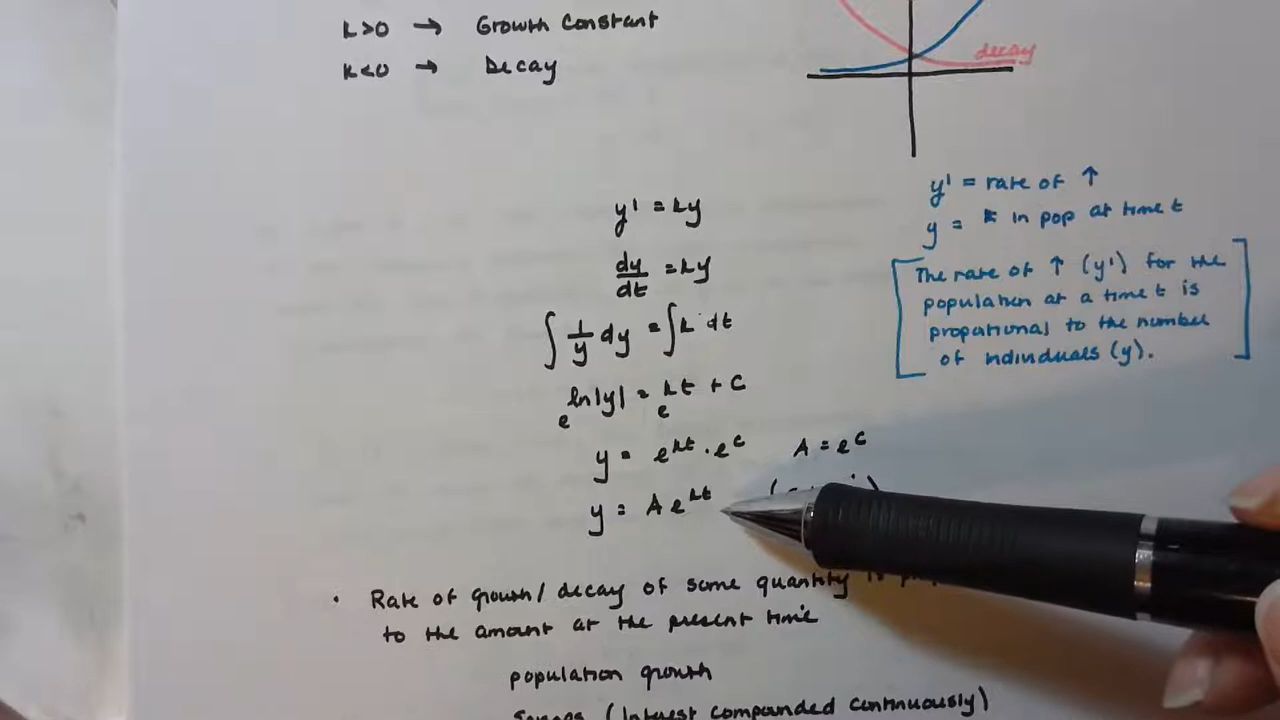 k>0 → Growth Constant
k<0 → Decay
decay
y' = ky
dy/dt = ky
∫ 1/y dy = ∫ k dt
e^ln|y| = e^kt + C
y = e^kt . e^C A = e^C
y = A e^kt
y' = rate of ↑
y = in pop at time t
[The rate of ↑ (y') for the
population at a time t is
propational to the number
of individuals (y).]
• Rate of growth/decay of some quantity
to the amount at the present time
population growth
(Interest compounded continuously)